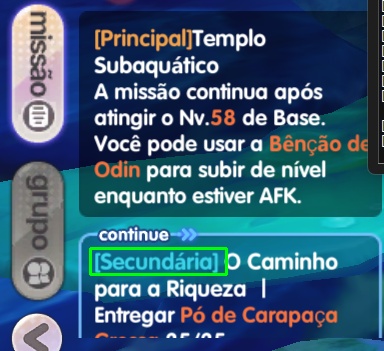 missão
grupo
[Principal]Templo
Subaquático
A missão continua após
atingir o Nv.58 de Base.
Você pode usar a Bênção de
Odin para subir de nível
enquanto estiver AFK.
continue
[Secundária] O Caminho
para a Riqueza |
Entregar Pó de Carapaça